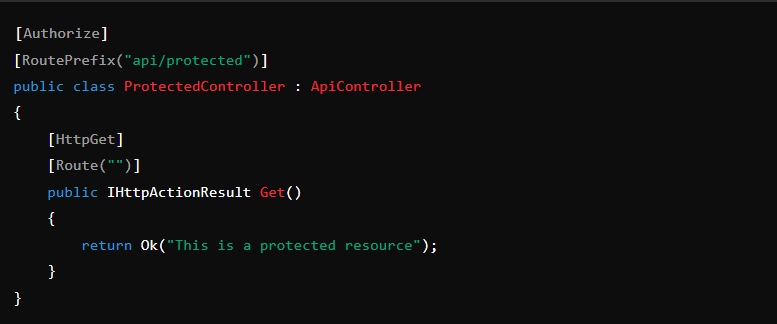 [Authorize]
[RoutePrefix("api/protected")]
public class ProtectedController : ApiController
{
    [HttpGet]
    [Route("")]
    public IHttpActionResult Get()
    {
        return Ok("This is a protected resource");
    }
}